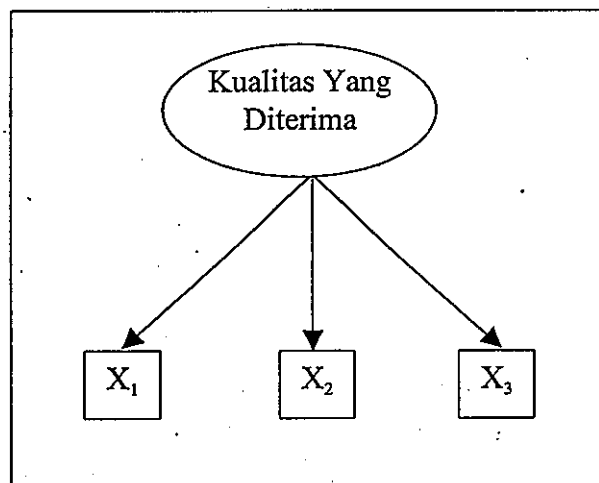 Kualitas Yang
Diterima
X₁ X₂ X₃